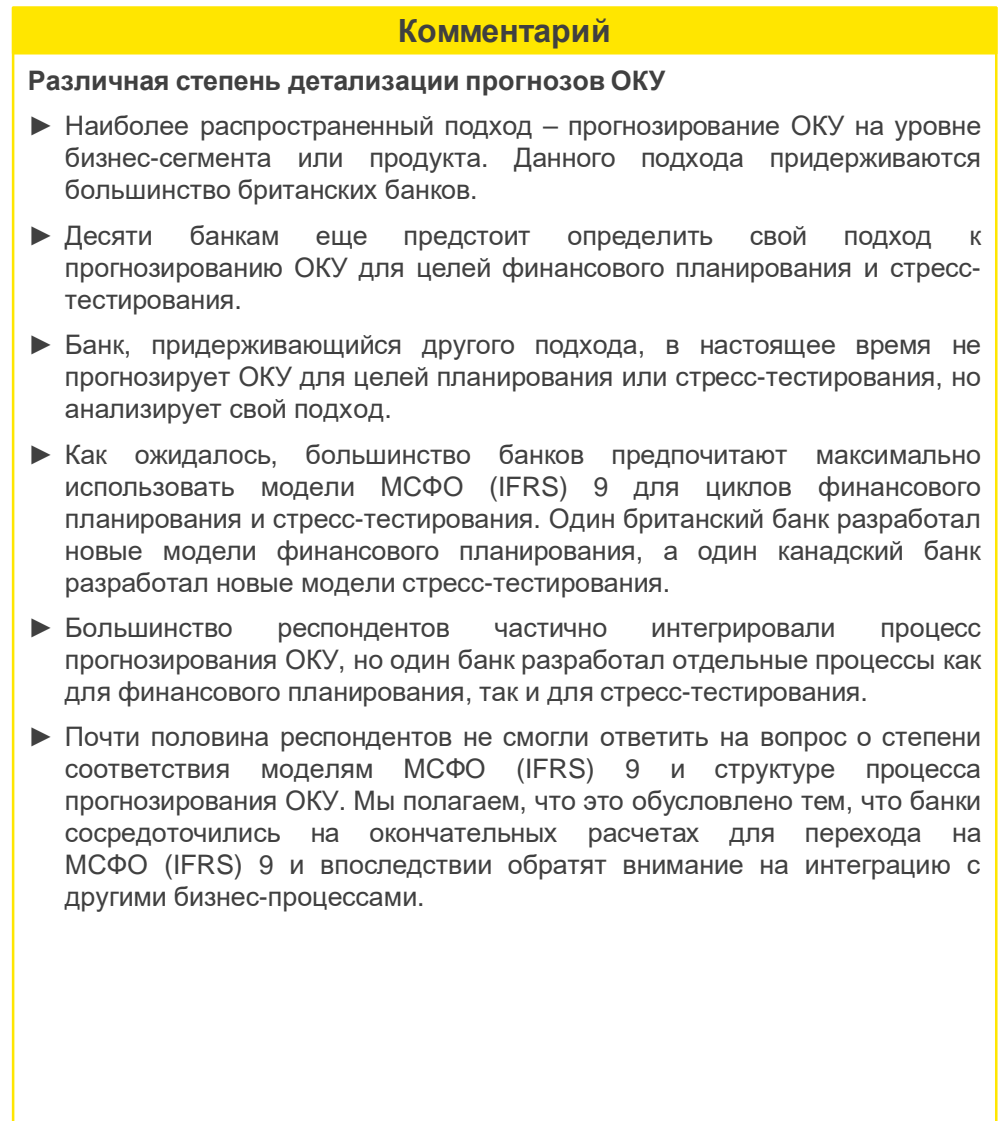 Комментарий
Различная степень детализации прогнозов ОКУ
► Наиболее распространенный подход – прогнозирование ОКУ на уровне
бизнес-сегмента или продукта. Данного подхода придерживаются
большинство британских банков.
► Десяти банкам еще предстоит определить свой подход к
прогнозированию ОКУ для целей финансового планирования и стресс-
тестирования.
► Банк, придерживающийся другого подхода, в настоящее время не
прогнозирует ОКУ для целей планирования или стресс-тестирования, но
анализирует свой подход.
► Как ожидалось, большинство банков предпочитают максимально
использовать модели МСФО (IFRS) 9 для циклов финансового
планирования и стресс-тестирования. Один британский банк разработал
новые модели финансового планирования, а один канадский банк
разработал новые модели стресс-тестирования.
► Большинство респондентов частично интегрировали процесс
прогнозирования ОКУ, но один банк разработал отдельные процессы как
для финансового планирования, так и для стресс-тестирования.
► Почти половина респондентов не смогли ответить на вопрос о степени
соответствия моделям МСФО (IFRS) 9 и структуре процесса
прогнозирования ОКУ. Мы полагаем, что это обусловлено тем, что банки
сосредоточились на окончательных расчетах для перехода на
МСФО (IFRS) 9 и впоследствии обратят внимание на интеграцию с
другими бизнес-процессами.